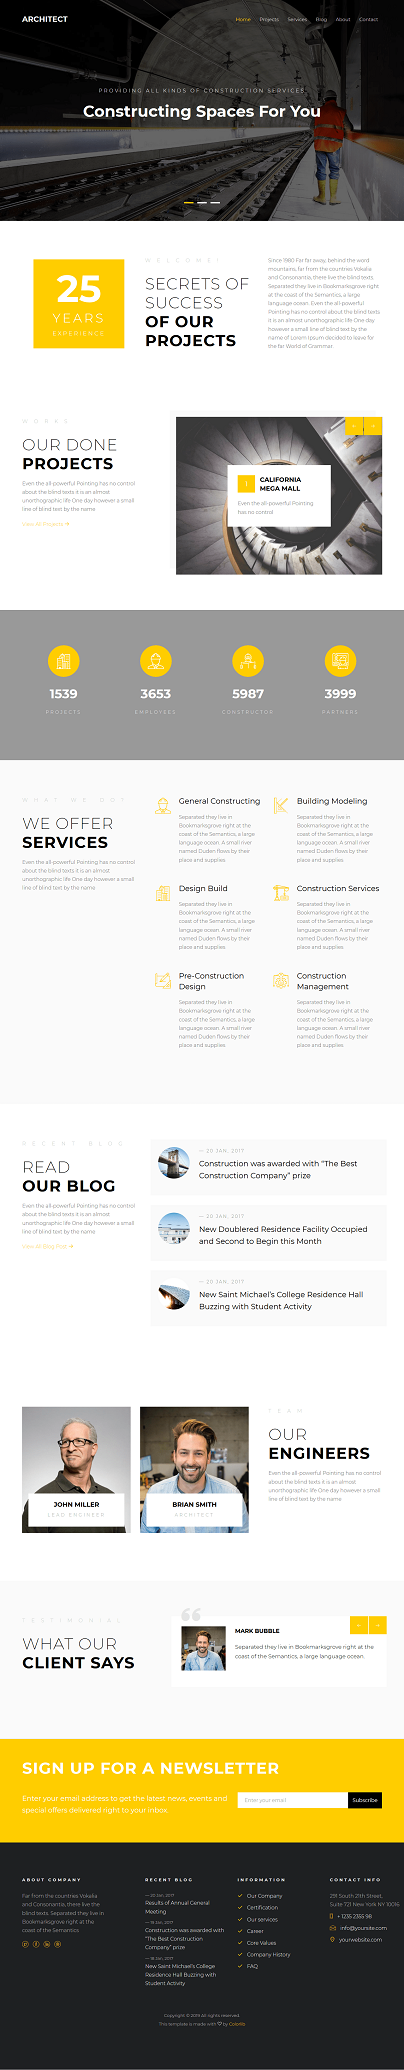 ARCHITECT
Home Projects Services Blog About Contact
PROVIDING ALL KINDS OF CONSTRUCTION SERVICES
Constructing Spaces For You
25
YEARS
EXPERIENCE
WELCOME!
SECRETS OF
SUCCESS
OF OUR
PROJECTS
Since 1980 Far far away, behind the word
mountains, far from the countries Vokalia
and Consonantia, there live the blind texts.
Separated they live in Bookmarksgrove right
at the coast of the Semantics, a large
language ocean. Even the all-powerful
Pointing has no control about the blind texts
it is an almost unorthographic life One day
however a small line of blind text by the
name of Lorem Ipsum decided to leave for
the far World of Grammar.
WORKS
OUR DONE
PROJECTS
Even the all-powerful Pointing has no control
about the blind texts it is an almost
unorthographic life One day however a small
line of blind text by the name
View All Projects
1
CALIFORNIA
MEGA MALL
Even the all-powerful Pointing
has no control
1539
PROJECTS
3653
EMPLOYEES
5987
CONSTRUCTOR
3999
PARTNERS
WHAT WE DO?
WE OFFER
SERVICES
Even the all-powerful Pointing has no control
about the blind texts it is an almost
unorthographic life One day however a small
line of blind text by the name
General Constructing
Separated they live in
Bookmarksgrove right at the
coast of the Semantics, a large
language ocean. A small river
named Duden flows by their
place and supplies
Building Modeling
Separated they live in
Bookmarksgrove right at the
coast of the Semantics, a large
language ocean. A small river
named Duden flows by their
place and supplies
Design Build
Separated they live in
Bookmarksgrove right at the
coast of the Semantics, a large
language ocean. A small river
named Duden flows by their
place and supplies
Construction Services
Separated they live in
Bookmarksgrove right at the
coast of the Semantics, a large
language ocean. A small river
named Duden flows by their
place and supplies
Pre-Construction
Design
Separated they live in
Bookmarksgrove right at the
coast of the Semantics, a large
language ocean. A small river
named Duden flows by their
place and supplies
Construction
Management
Separated they live in
Bookmarksgrove right at the
coast of the Semantics, a large
language ocean. A small river
named Duden flows by their
place and supplies
RECENT BLOG
READ
OUR BLOG
Even the all-powerful Pointing has no control
about the blind texts it is an almost
unorthographic life One day however a small
line of blind text by the name
View All Blog Post
— 20 JAN, 2017
Construction was awarded with “The Best
Construction Company” prize
— 20 JAN, 2017
New Doublered Residence Facility Occupied
and Second to Begin this Month
— 20 JAN, 2017
New Saint Michael’s College Residence Hall
Buzzing with Student Activity
JOHN MILLER
LEAD ENGINEER
BRIAN SMITH
ARCHITECT
TEAM
OUR
ENGINEERS
Even the all-powerful Pointing has no control
about the blind texts it is an almost
unorthographic life One day however a small
line of blind text by the name
TESTIMONIAL
WHAT OUR
CLIENT SAYS
“
MARK BUBBLE
Separated they live in Bookmarksgrove right at the
coast of the Semantics, a large language ocean.
SIGN UP FOR A NEWSLETTER
Enter your email address to get the latest news, events and
special offers delivered right to your inbox.
Enter your email
Subscribe
ABOUT COMPANY
Far from the countries Vokalia
and Consonantia, there live the
blind texts. Separated they live in
Bookmarksgrove right at the
coast of the Semantics
RECENT BLOG
— 20 Jan, 2017
Results of Annual General
Meeting
— 19 Jan, 2017
Construction was awarded with
“The Best Construction
Company” prize
— 18 Jan, 2017
New Saint Michael’s College
Residence Hall Buzzing with
Student Activity
INFORMATION
Our Company
Certification
Our services
Career
Core Values
Company History
FAQ
CONTACT INFO
291 South 21th Street,
Suite 721 New York NY 10016
+ 1235 2355 98
info@yoursite.com
yourwebsite.com
Copyright © 2019 All rights reserved.
This template is made with ♡ by Colorlib